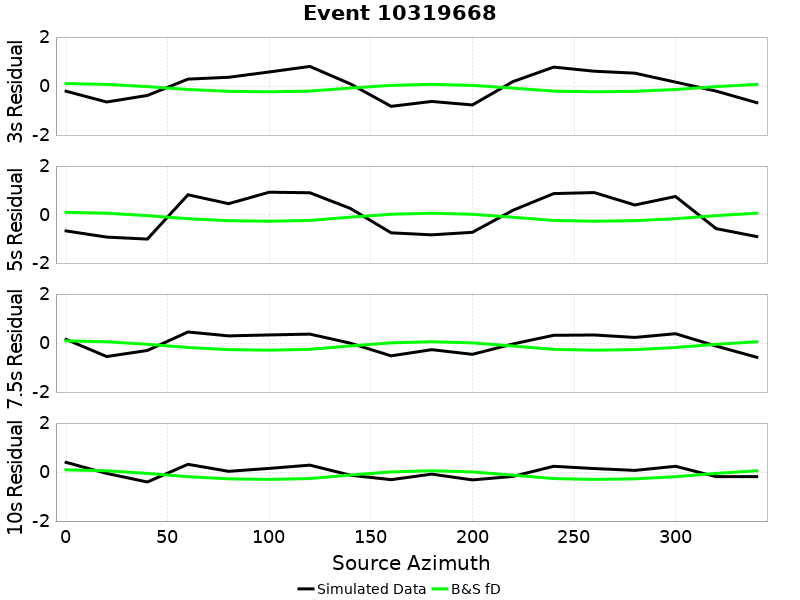 Event 10319668
3s Residual
2
0
-2
5s Residual
2
0
-2
7.5s Residual
2
0
-2
10s Residual
2
0
-2
0 50 100 150 200 250 300
Source Azimuth
Simulated Data B&S fD